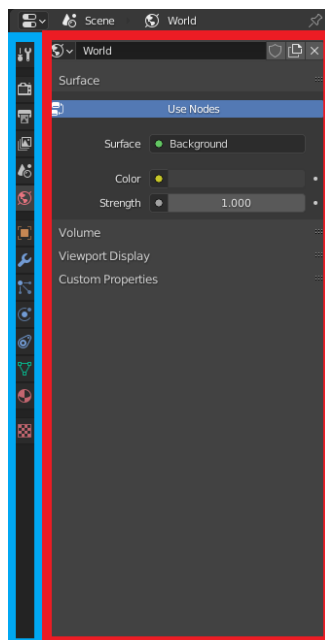 Scene World
World
Surface
Use Nodes
Surface Background
Color
Strength 1.000
Volume
Viewport Display
Custom Properties